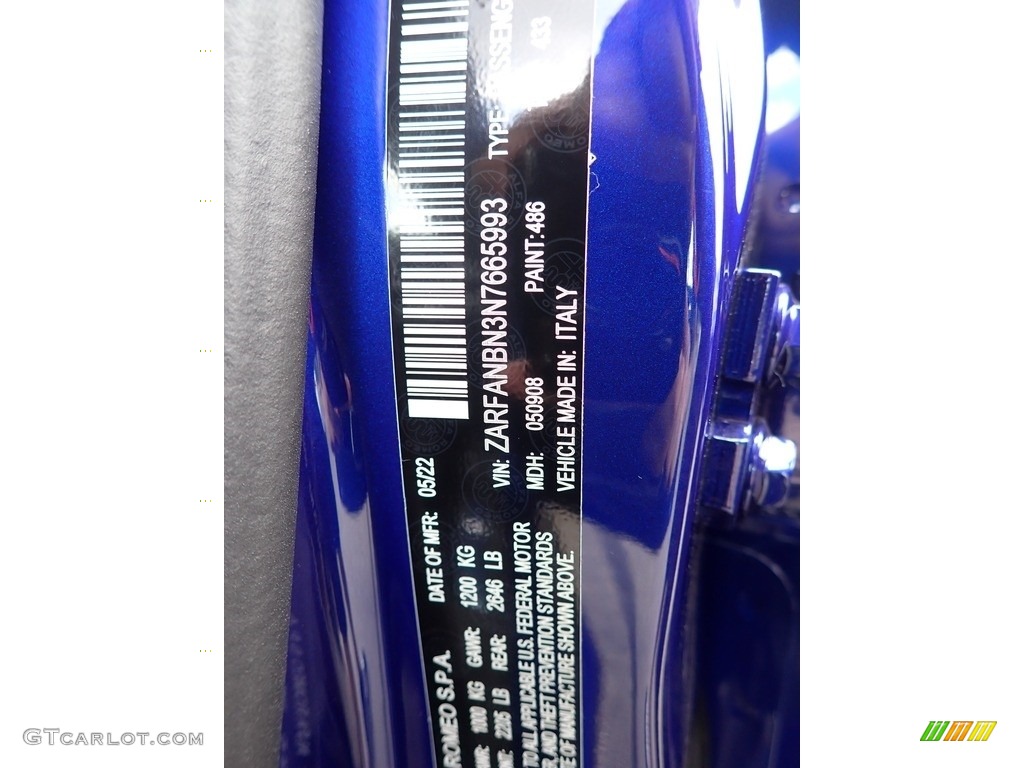 ROMEO S.P.A. DATE OF MFR: 05/22
1000 KG GAWR: 1200 KG
2205 LB REAR: 2646 LB VIN: ZARFANBN3N7665993 TYPE:
TO ALL APPLICABLE U.S. FEDERAL MOTOR MDH: 050908 PAINT:486 433
AND THEFT PREVENTION STANDARDS VEHICLE MADE IN: ITALY
OF MANUFACTURE SHOWN ABOVE.
GTCARLOT.COM